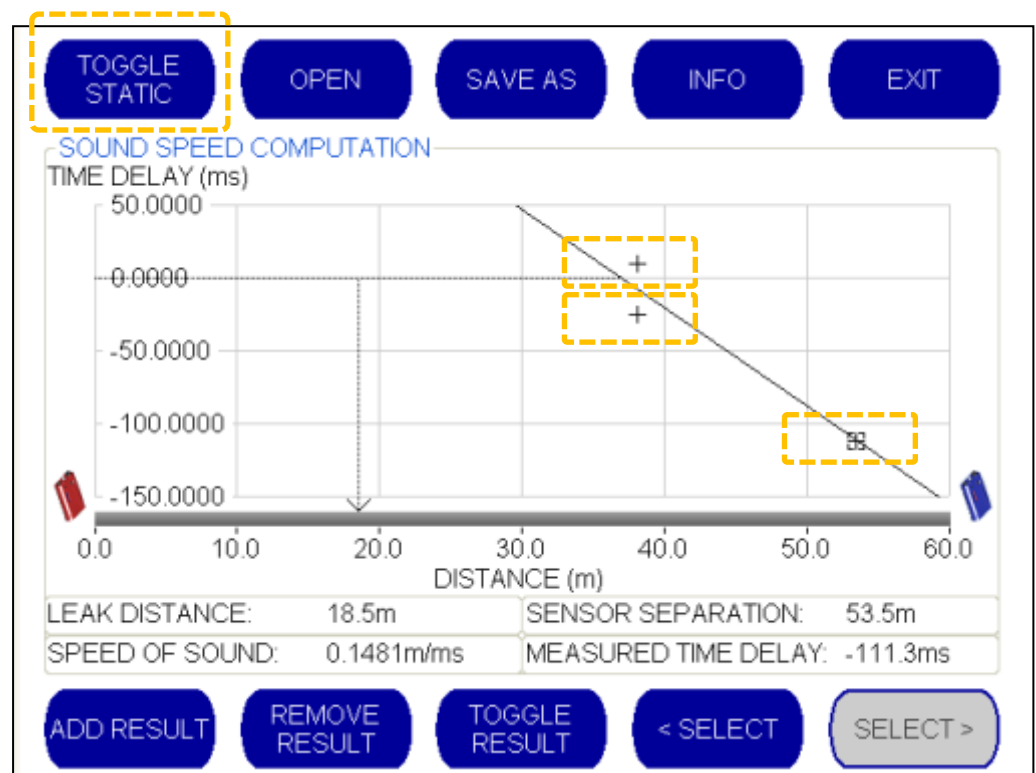 TOGGLE
STATIC
OPEN
SAVE AS
INFO
EXIT
SOUND SPEED COMPUTATION
TIME DELAY (ms)
50.0000
0.0000
-50.0000
-100.0000
-150.0000
0.0 10.0 20.0 30.0 40.0 50.0 60.0
DISTANCE (m)
LEAK DISTANCE: 18.5m SENSOR SEPARATION: 53.5m
SPEED OF SOUND: 0.1481m/ms MEASURED TIME DELAY: -111.3ms
ADD RESULT
REMOVE
RESULT
TOGGLE
RESULT
< SELECT
SELECT >